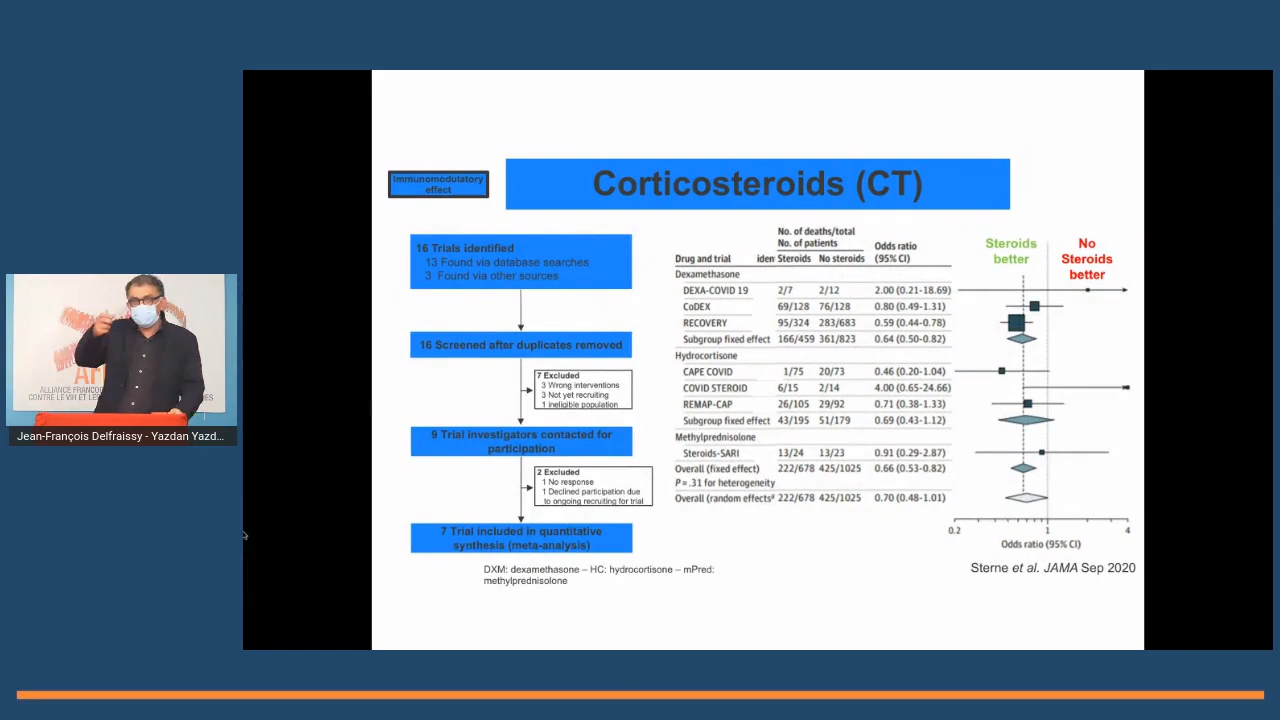 Immunomodulatory
effect
Corticosteroids (CT)
16 Trials identified
13 Found via database searches
3 Found via other sources
16 Screened after duplicates removed
7 Excluded
3 Wrong interventions
3 Not yet recruiting
1 ineligible population
9 Trial investigators contacted for
participation
2 Excluded
1 No response
1 Declined participation due
to ongoing recruiting for trial
7 Trial included in quantitative
synthesis (meta-analysis)
DXM: dexamethasone – HC: hydrocortisone – mPred:
methylprednisolone
No. of deaths/total
No. of patients
Odds ratio
(95% CI)
Drug and trial iden Steroids No steroids
Steroids
better
No
Steroids
better
Dexamethasone
DEXA-COVID 19 2/7 2/12 2.00 (0.21-18.69)
CoDEX 69/128 76/128 0.80 (0.49-1.31)
RECOVERY 95/324 283/683 0.59 (0.44-0.78)
Subgroup fixed effect 166/459 361/823 0.64 (0.50-0.82)
Hydrocortisone
CAPE COVID 1/75 20/73 0.46 (0.20-1.04)
COVID STEROID 6/15 2/14 4.00 (0.65-24.66)
REMAP-CAP 26/105 29/92 0.71 (0.38-1.33)
Subgroup fixed effect 43/195 51/179 0.69 (0.43-1.12)
Methylprednisolone
Steroids-SARI 13/24 13/23 0.91 (0.29-2.87)
Overall (fixed effect) 222/678 425/1025 0.66 (0.53-0.82)
P = .31 for heterogeneity
Overall (random effectsª 222/678 425/1025 0.70 (0.48-1.01)
0.2 1 4
Odds ratio (95% CI)
Sterne et al. JAMA Sep 2020
ALLIANCE FRANCO
CONTRE LE VIH ET LES
Jean-François Delfraissy - Yazdan Yazd...